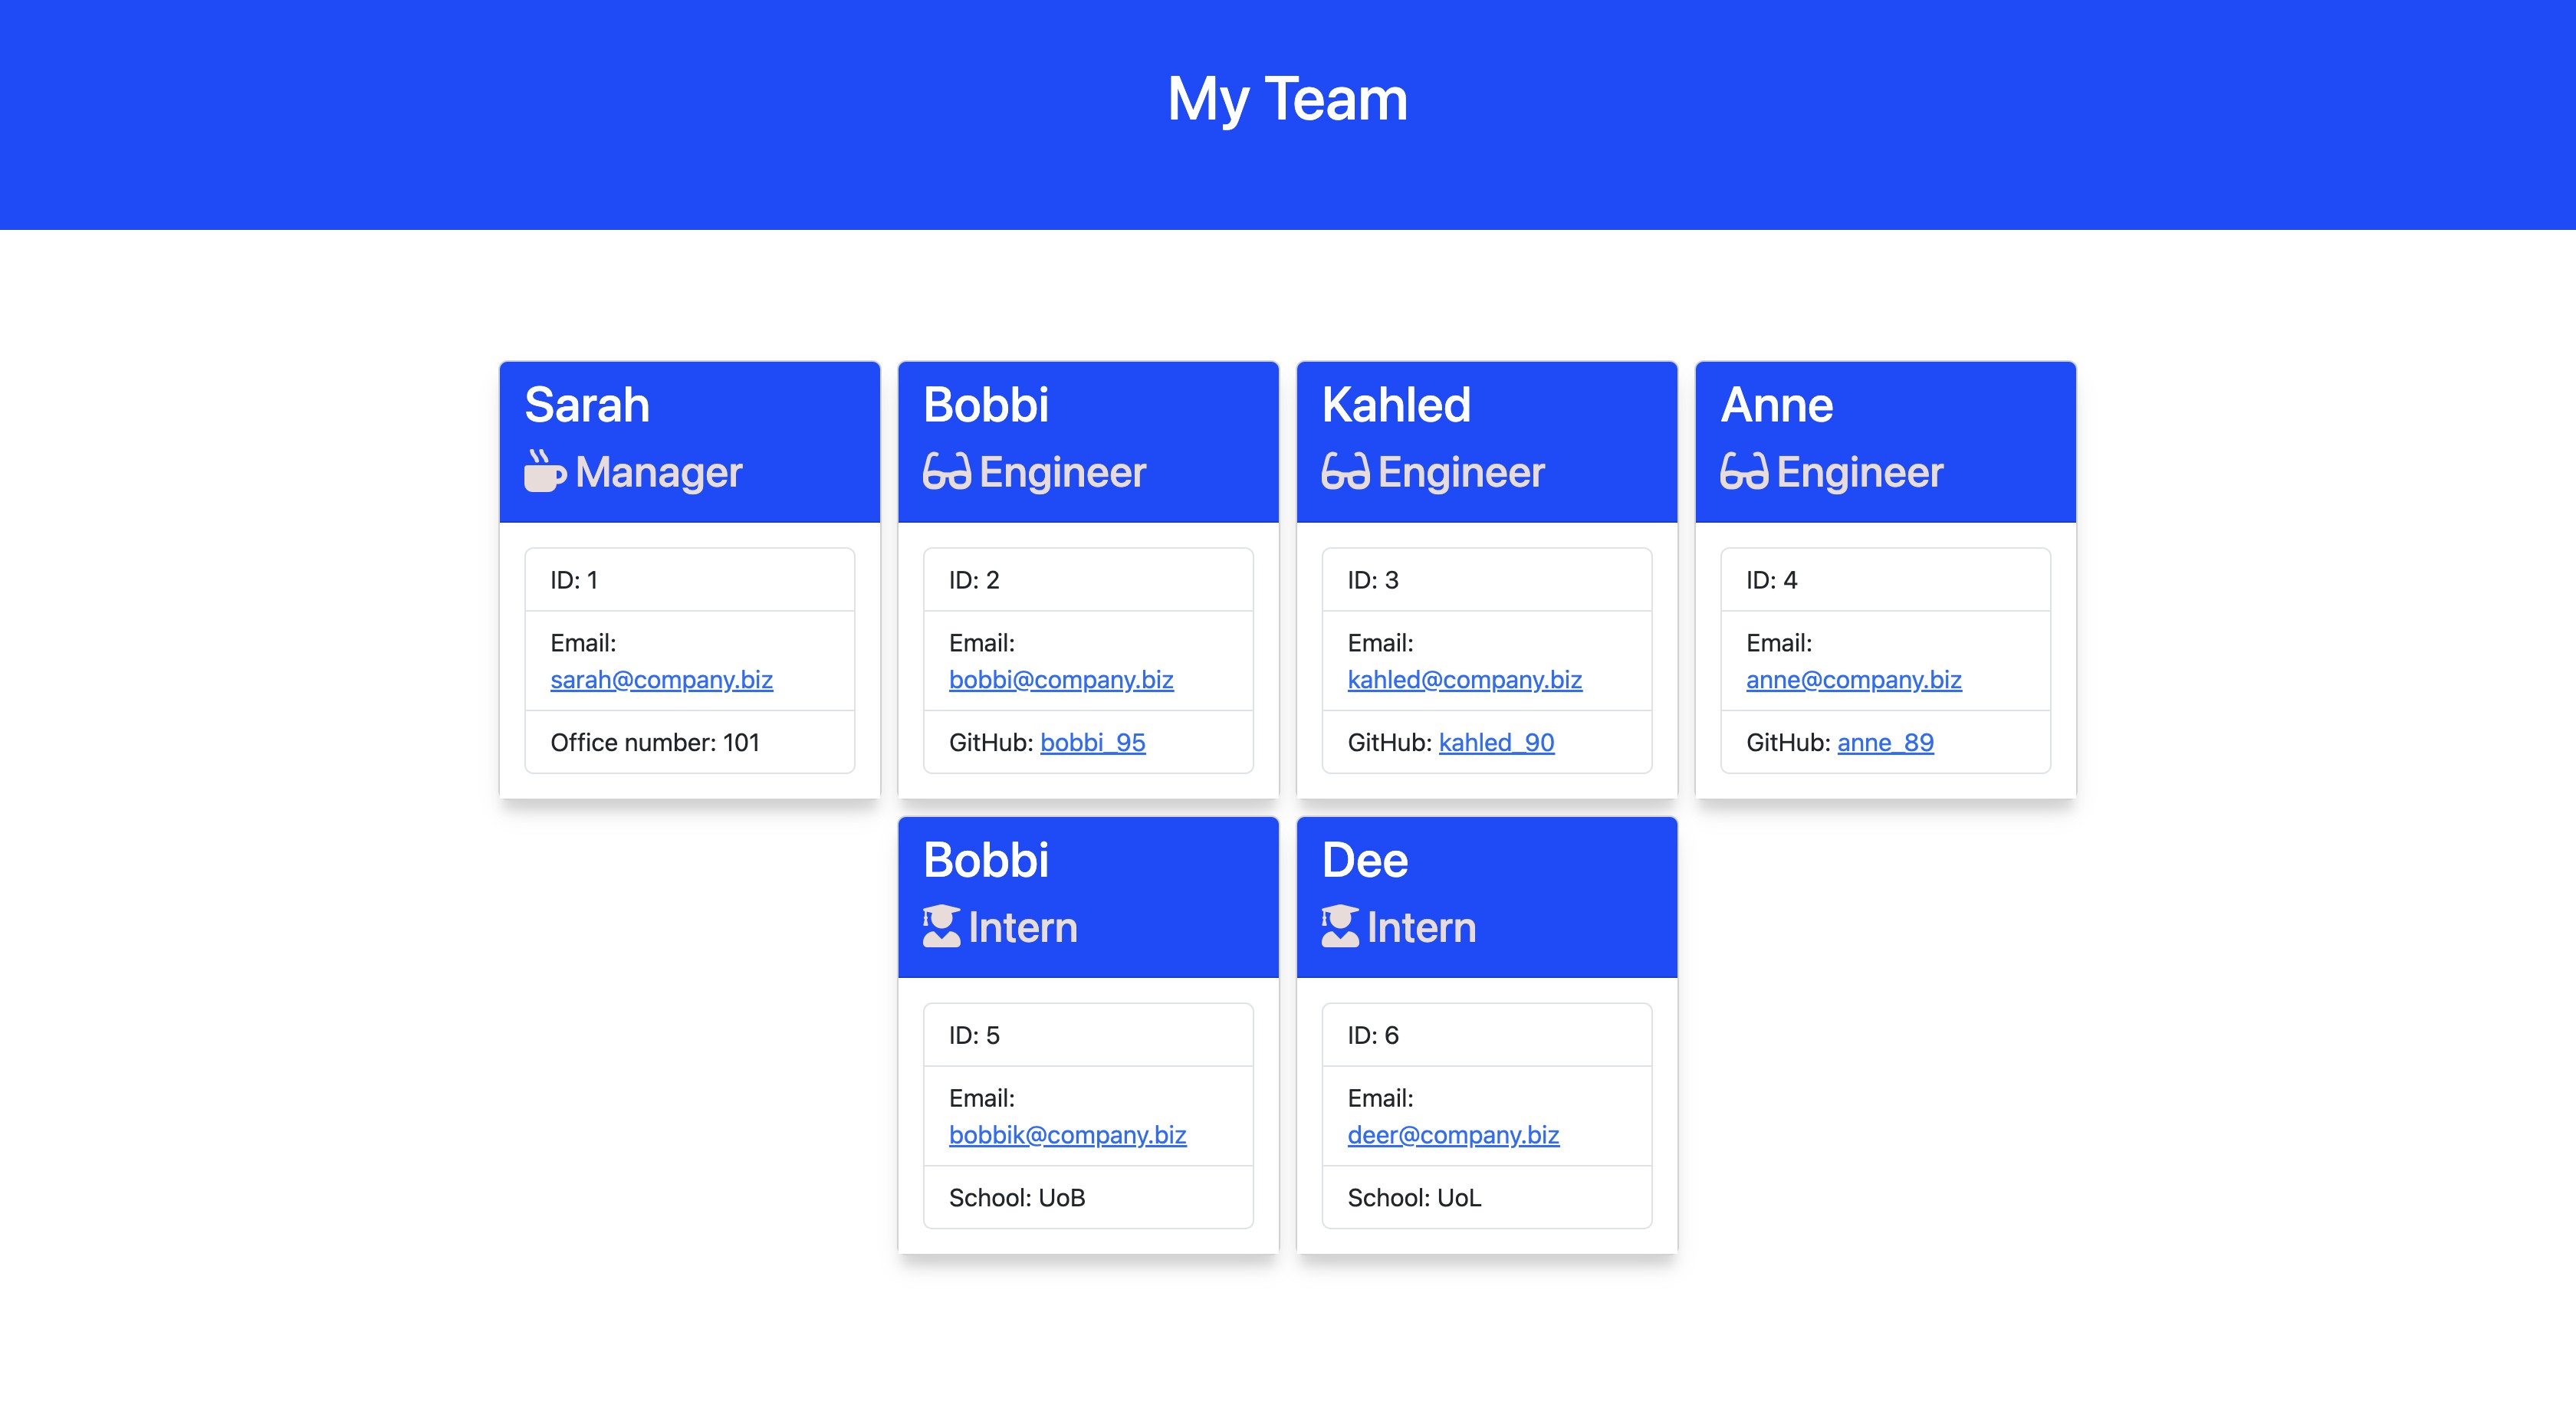 My Team
Sarah
Manager
ID: 1
Email:
sarah@company.biz
Office number: 101
Bobbi
Engineer
ID: 2
Email:
bobbi@company.biz
GitHub: bobbi_95
Kahled
Engineer
ID: 3
Email:
kahled@company.biz
GitHub: kahled_90
Anne
Engineer
ID: 4
Email:
anne@company.biz
GitHub: anne_89
Bobbi
Intern
ID: 5
Email:
bobbik@company.biz
School: UoB
Dee
Intern
ID: 6
Email:
deer@company.biz
School: UoL